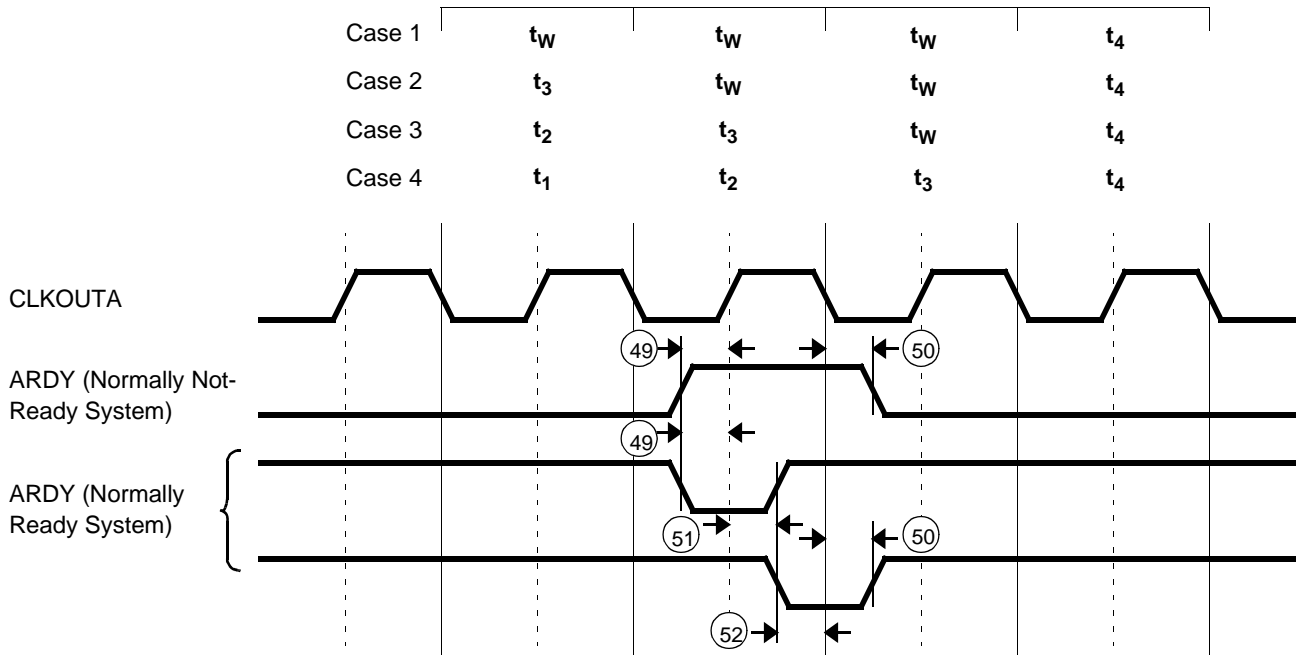 Case 1 tW tW tW t4
Case 2 t3 tW tW t4
Case 3 t2 t3 tW t4
Case 4 t1 t2 t3 t4
CLKOUTA
49 50
ARDY (Normally Not-
Ready System)
49
ARDY (Normally
Ready System)
51 50
52